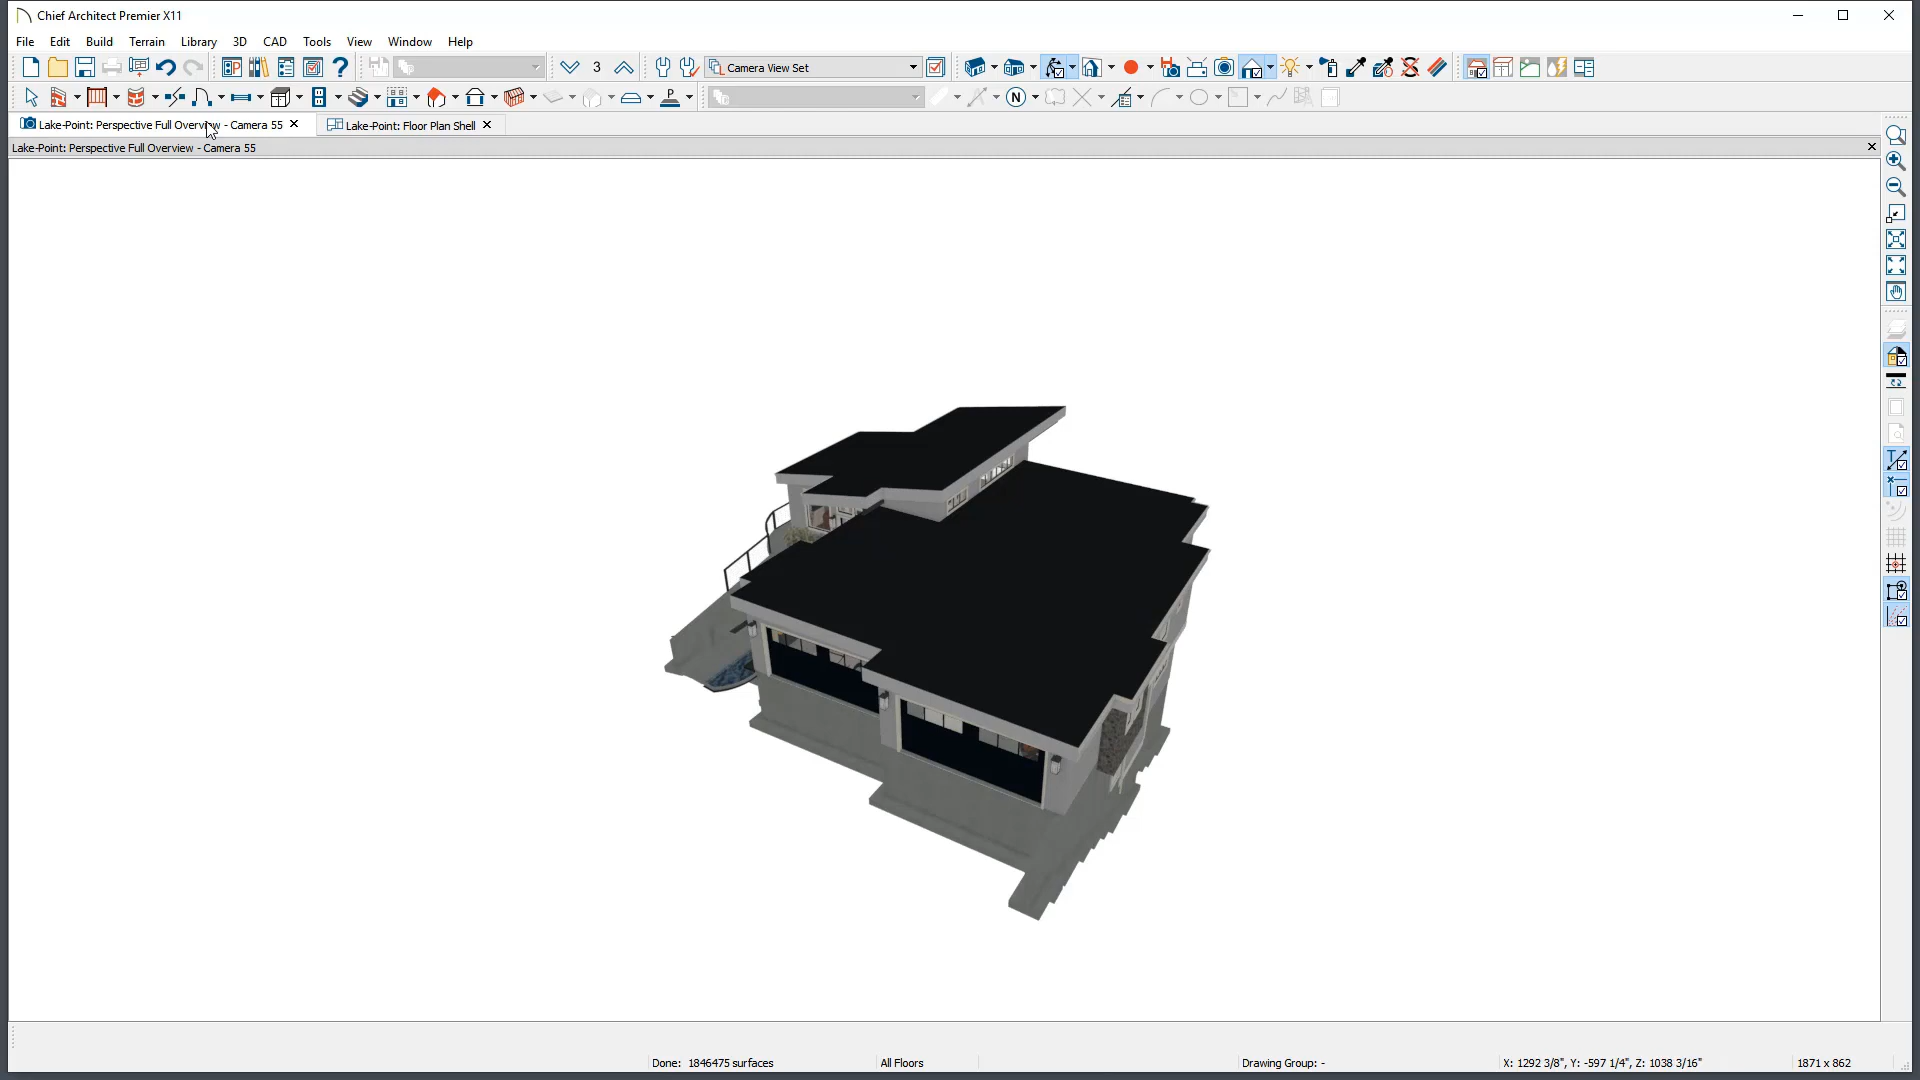 Chief Architect Premier X11
File Edit Build Terrain Library 3D CAD Tools View Window Help
3 Camera View Set
N P
Lake-Point: Perspective Full Overview - Camera 55 Lake-Point: Floor Plan Shell
Lake-Point: Perspective Full Overview - Camera 55
Done: 1846475 surfaces All Floors Drawing Group: - X: 1292 3/8", Y: -597 1/4", Z: 1038 3/16" 1871 x 862